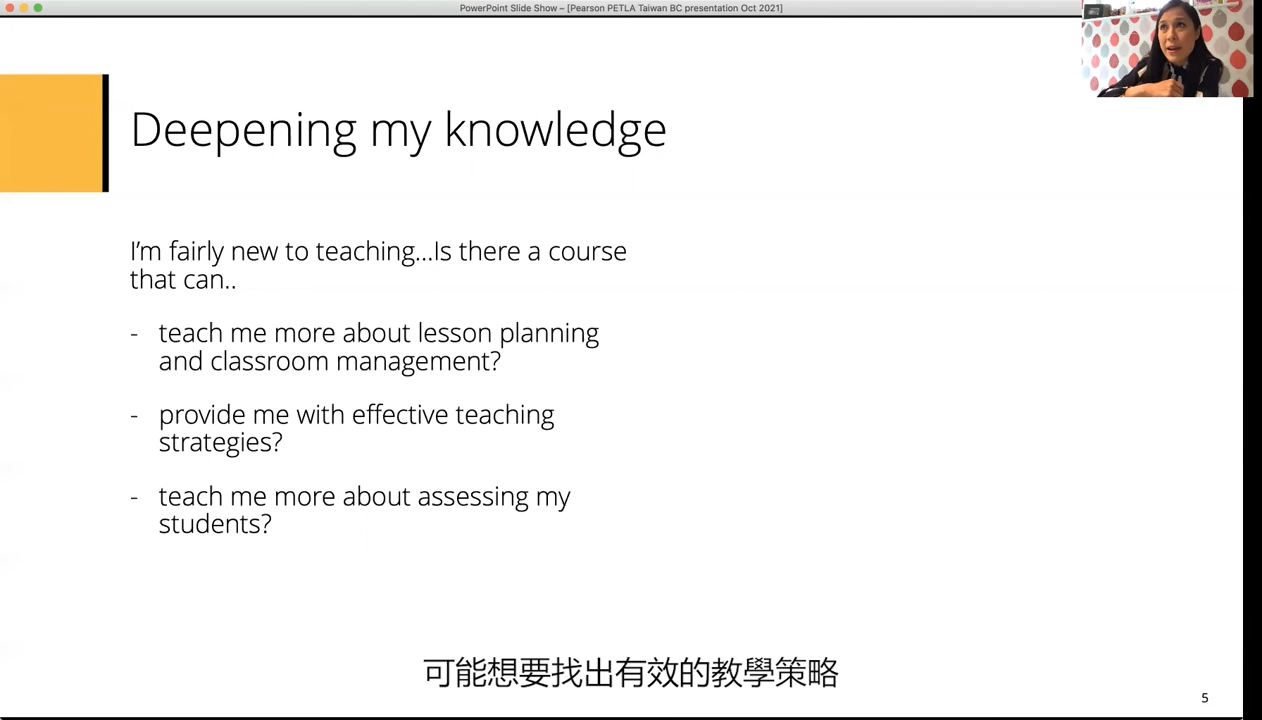 PowerPoint Slide Show – [Pearson PETLA Taiwan BC presentation Oct 2021]
Deepening my knowledge
I'm fairly new to teaching...Is there a course
that can..
- teach me more about lesson planning
and classroom management?
- provide me with effective teaching
strategies?
- teach me more about assessing my
students?
可能想要找出有效的教學策略
5